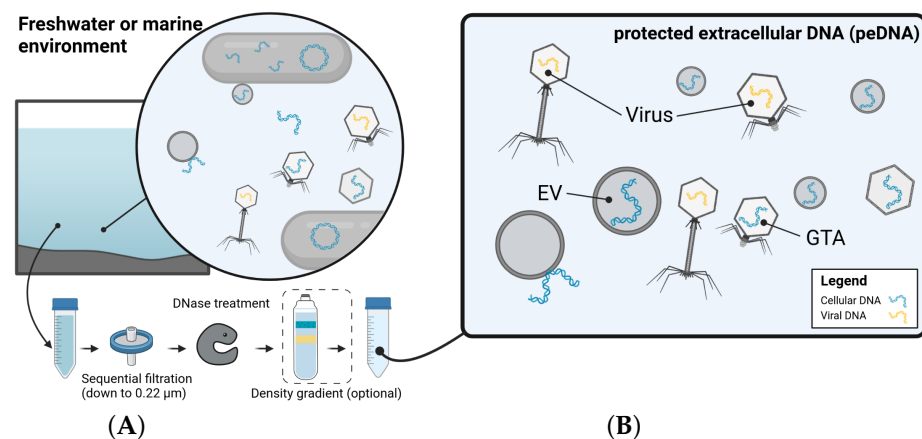 Freshwater or marine
environment
DNase treatment
Sequential filtration
(down to 0.22 µm)
Density gradient (optional)
(A)
protected extracellular DNA (peDNA)
Virus
EV
GTA
Legend
Cellular DNA
Viral DNA
(B)